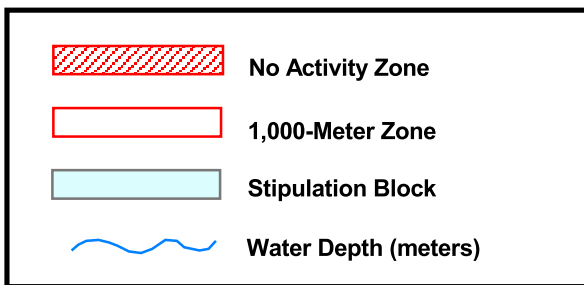 No Activity Zone
1,000-Meter Zone
Stipulation Block
Water Depth (meters)